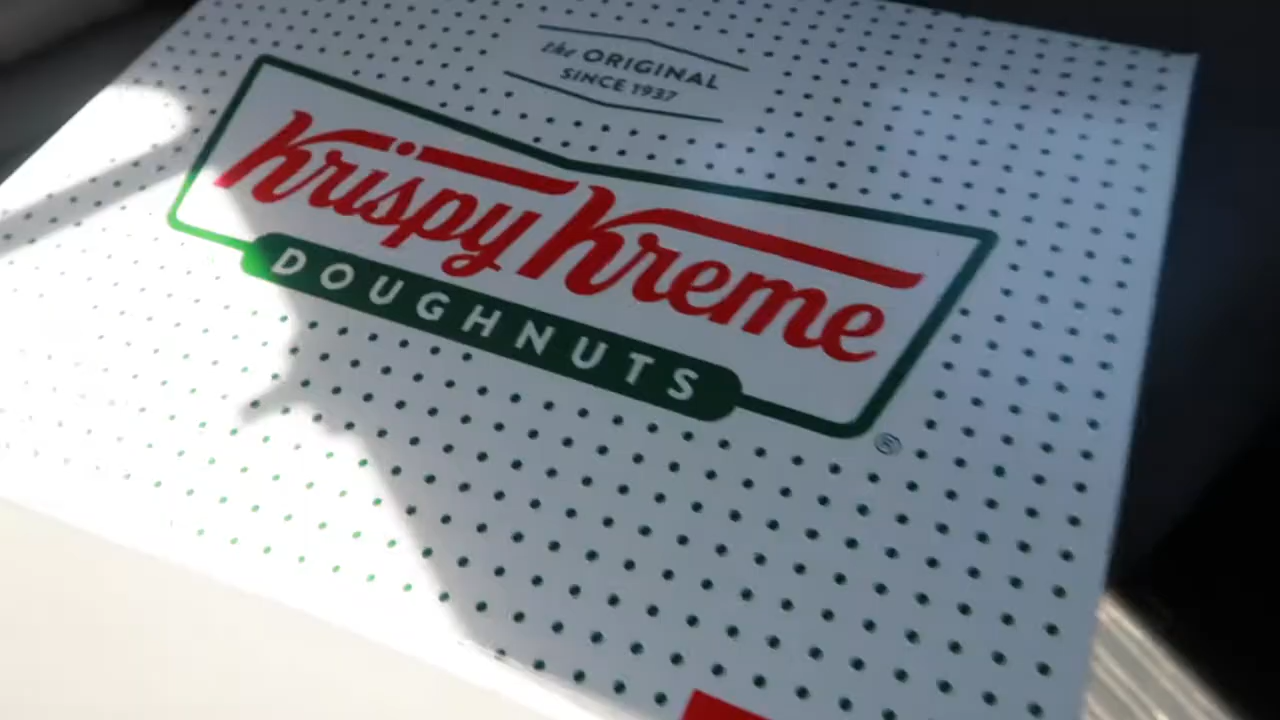 the ORIGINAL
SINCE 1937
Krispy Kreme
DOUGHNUTS
®